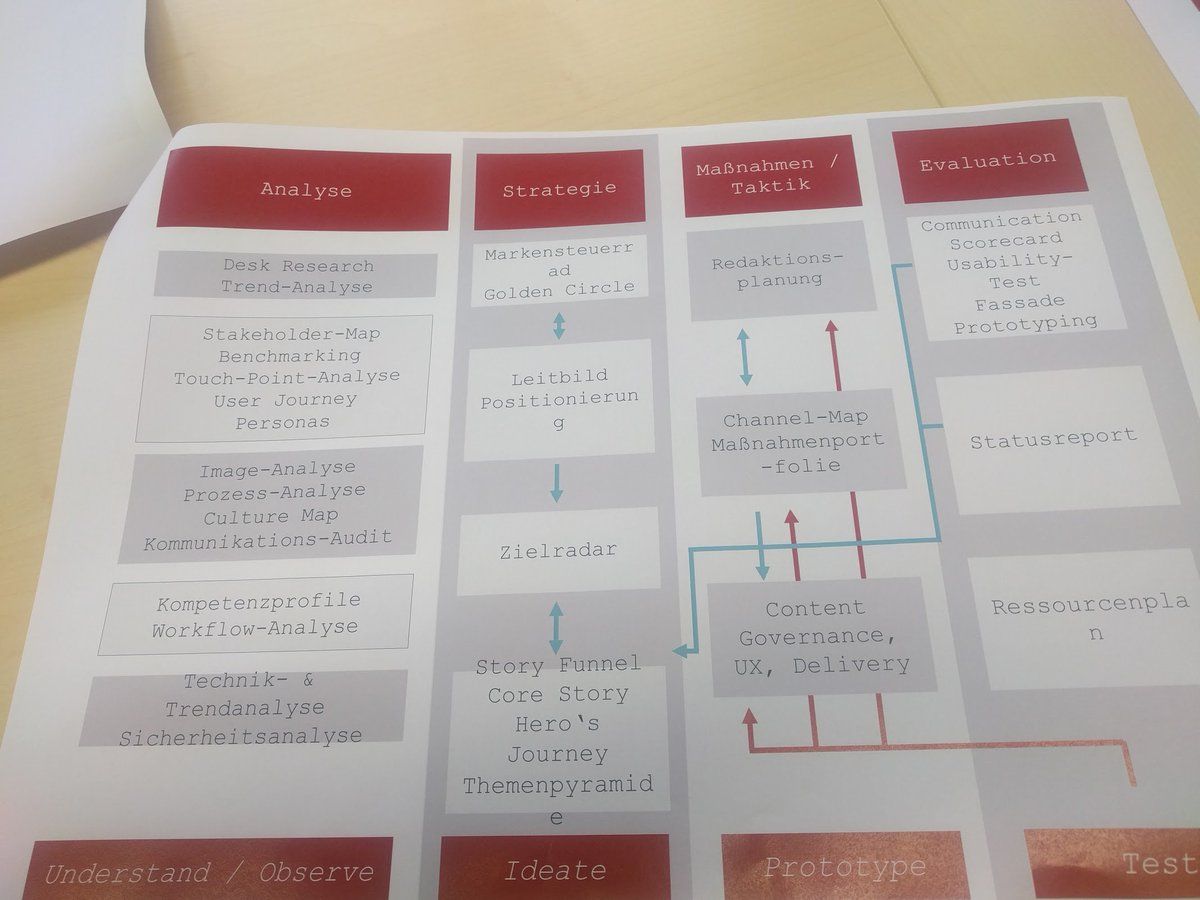 Analyse
Desk Research
Trend-Analyse
Stakeholder-Map
Benchmarking
Touch-Point-Analyse
User Journey
Personas
Image-Analyse
Prozess-Analyse
Culture Map
Kommunikations-Audit
Kompetenzprofile
Workflow-Analyse
Technik- &
Trendanalyse
Sicherheitsanalyse
Understand / Observe
Strategie
Markensteuerr
ad
Golden Circle
Leitbild
Positionierun
g
Zielradar
Story Funnel
Core Story
Hero‘s
Journey
Themenpyramid
e
Ideate
Maßnahmen /
Taktik
Redaktions-
planung
Channel-Map
Maßnahmenport
-folie
Content
Governance,
UX, Delivery
Prototype
Evaluation
Communication
Scorecard
Usability-
Test
Fassade
Prototyping
Statusreport
Ressourcenpla
n
Test